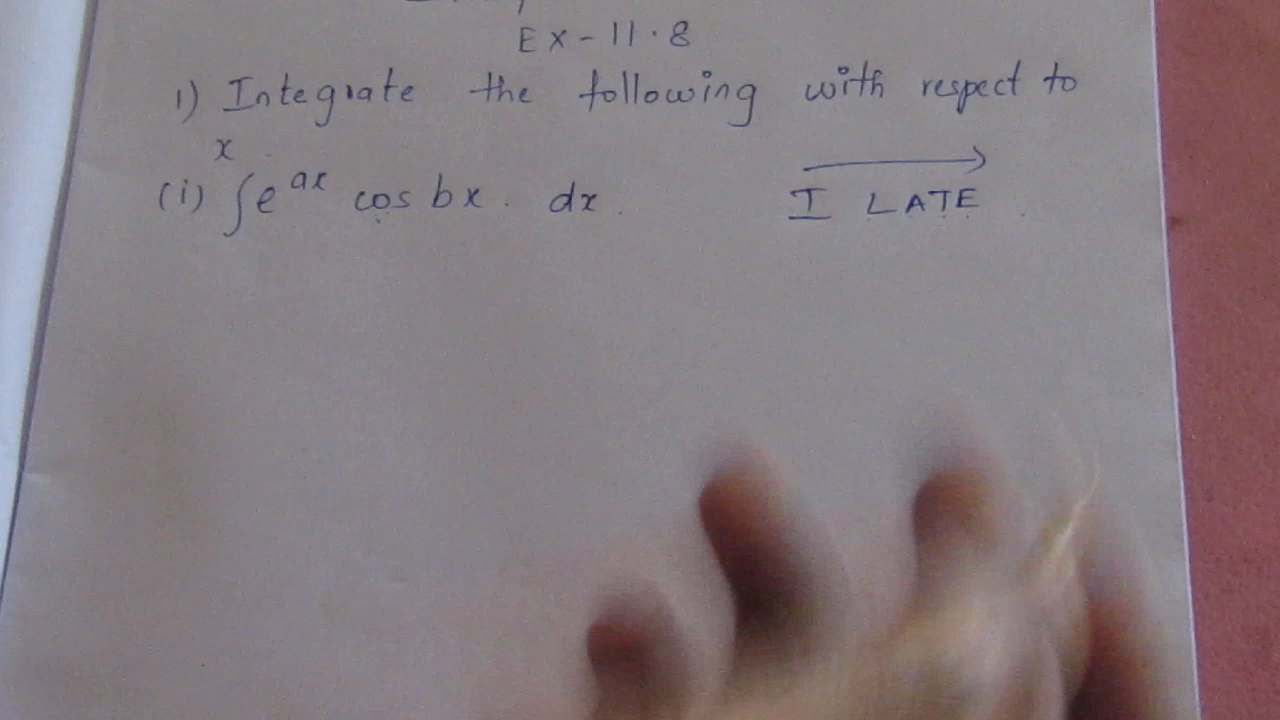 Ex-11.8
1) Integrate the following with respect to
x
(i) ∫e^ax cos bx. dx. I LATE